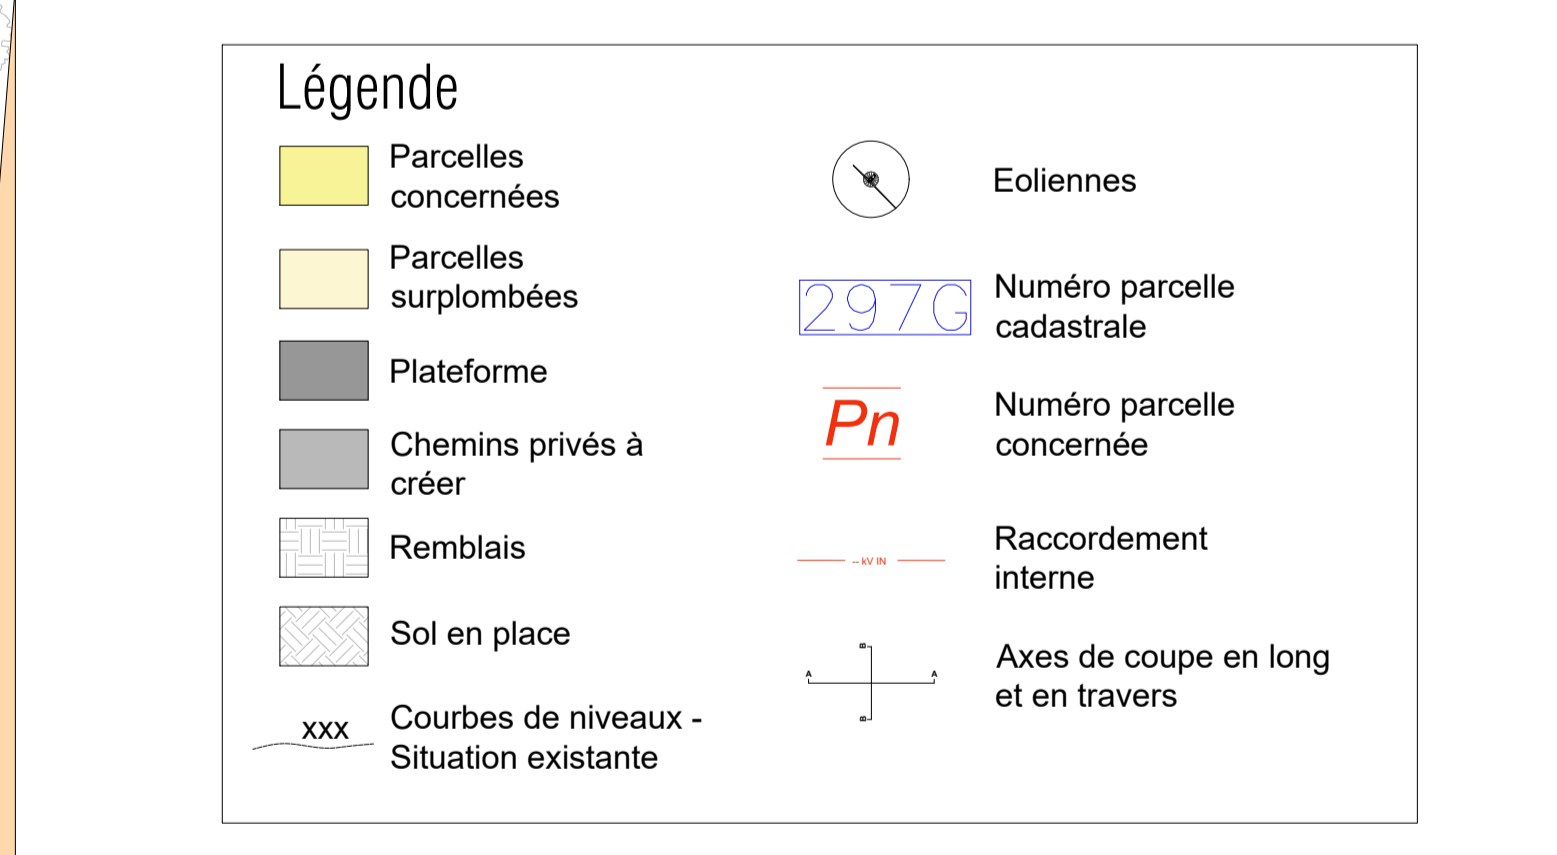 Légende
Parcelles
concernées
Parcelles
surplombées
Plateforme
Chemins privés à
créer
Remblais
Sol en place
xxx
Courbes de niveaux -
Situation existante
Eoliennes
297G
Numéro parcelle
cadastrale
Pn
Numéro parcelle
concernée
-- kV IN
Raccordement
interne
B
A
A
B
Axes de coupe en long
et en travers